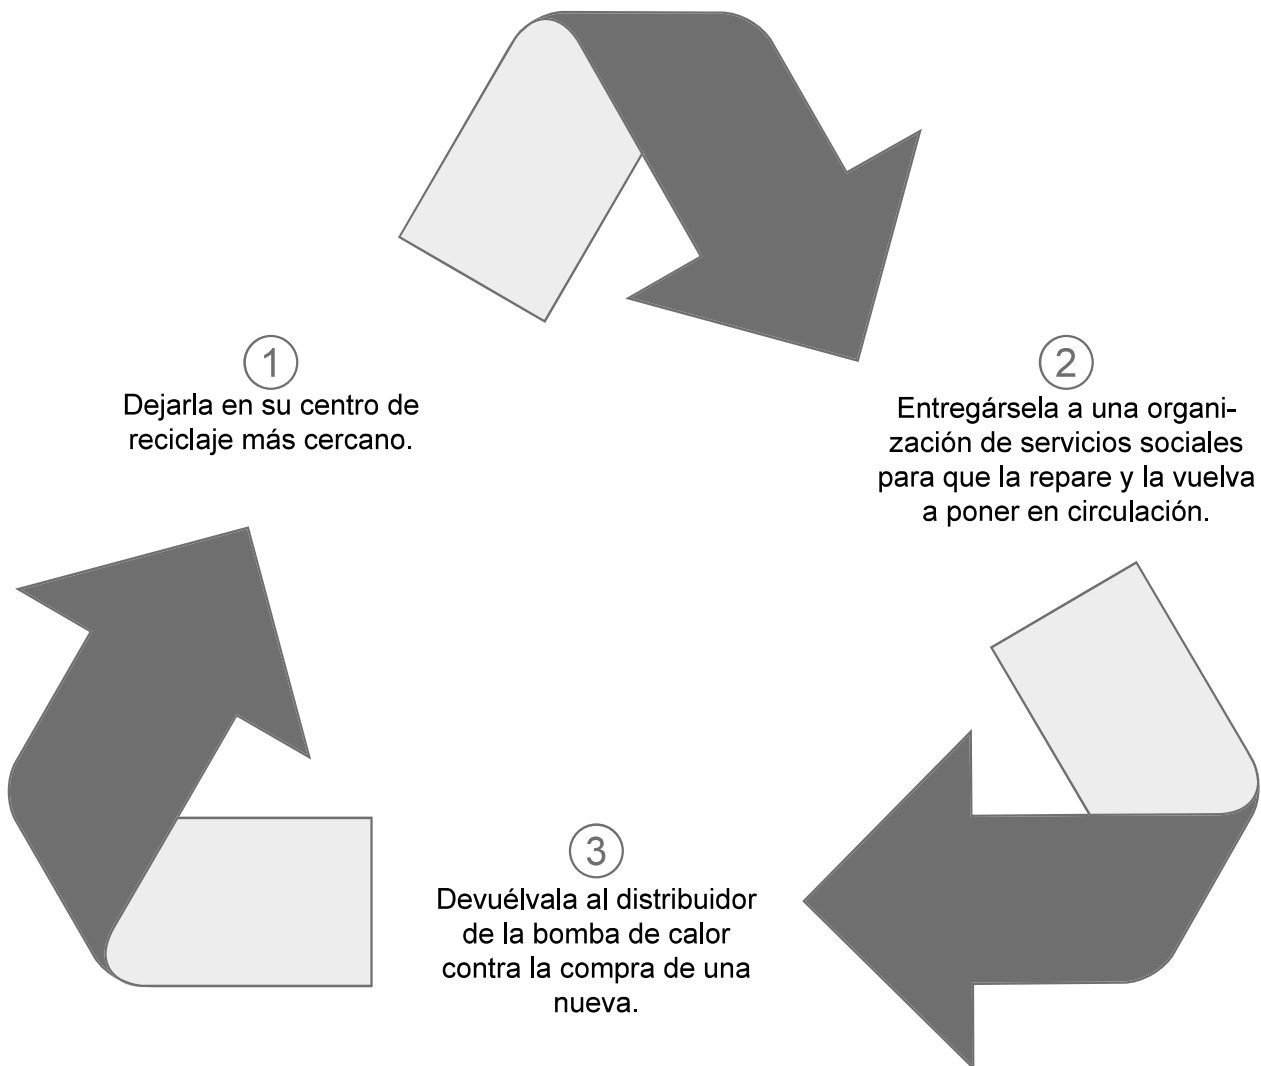 1
Dejarla en su centro de
reciclaje más cercano.
2
Entregársela a una organi-
zación de servicios sociales
para que la repare y la vuelva
a poner en circulación.
3
Devuélvala al distribuidor
de la bomba de calor
contra la compra de una
nueva.